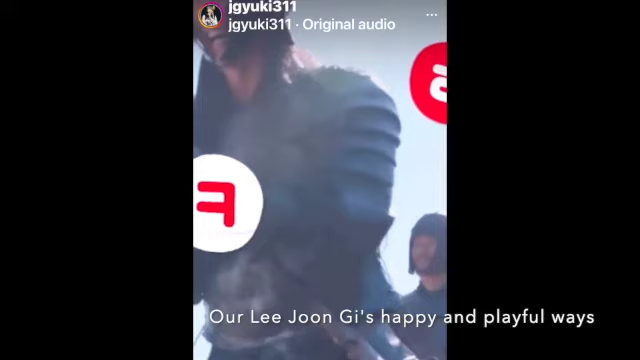 jgyuki311
jgyuki311 · Original audio
ㅋ
Our Lee Joon Gi's happy and playful ways